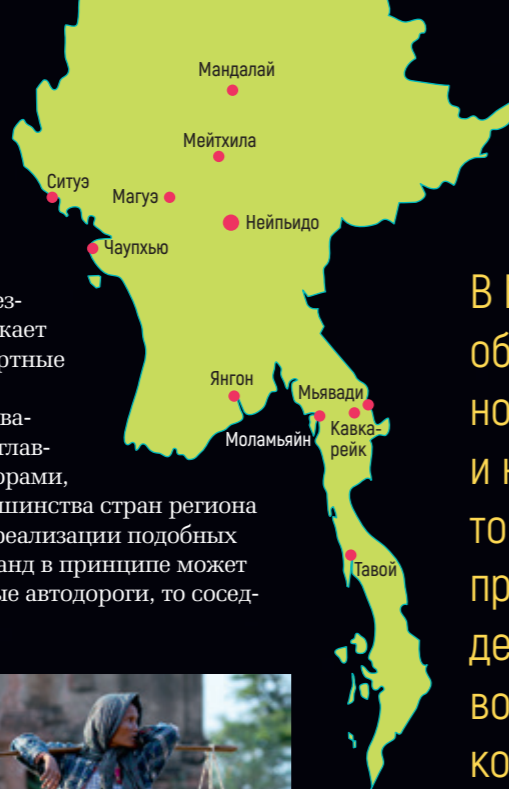 Мандалай
Мейтхила
Ситуэ
Магуэ
Нейпьидо
Чаупхью
Янгон
Мьявади
Моламьяйн
Кавка-
рейк
Тавой
ез-
кает
ртные
ва-
глав-
орами,
шинства стран региона
реализации подобных
анд в принципе может
ые автодороги, то сосед-
В
об
но
и
то
пр
де
во
ко